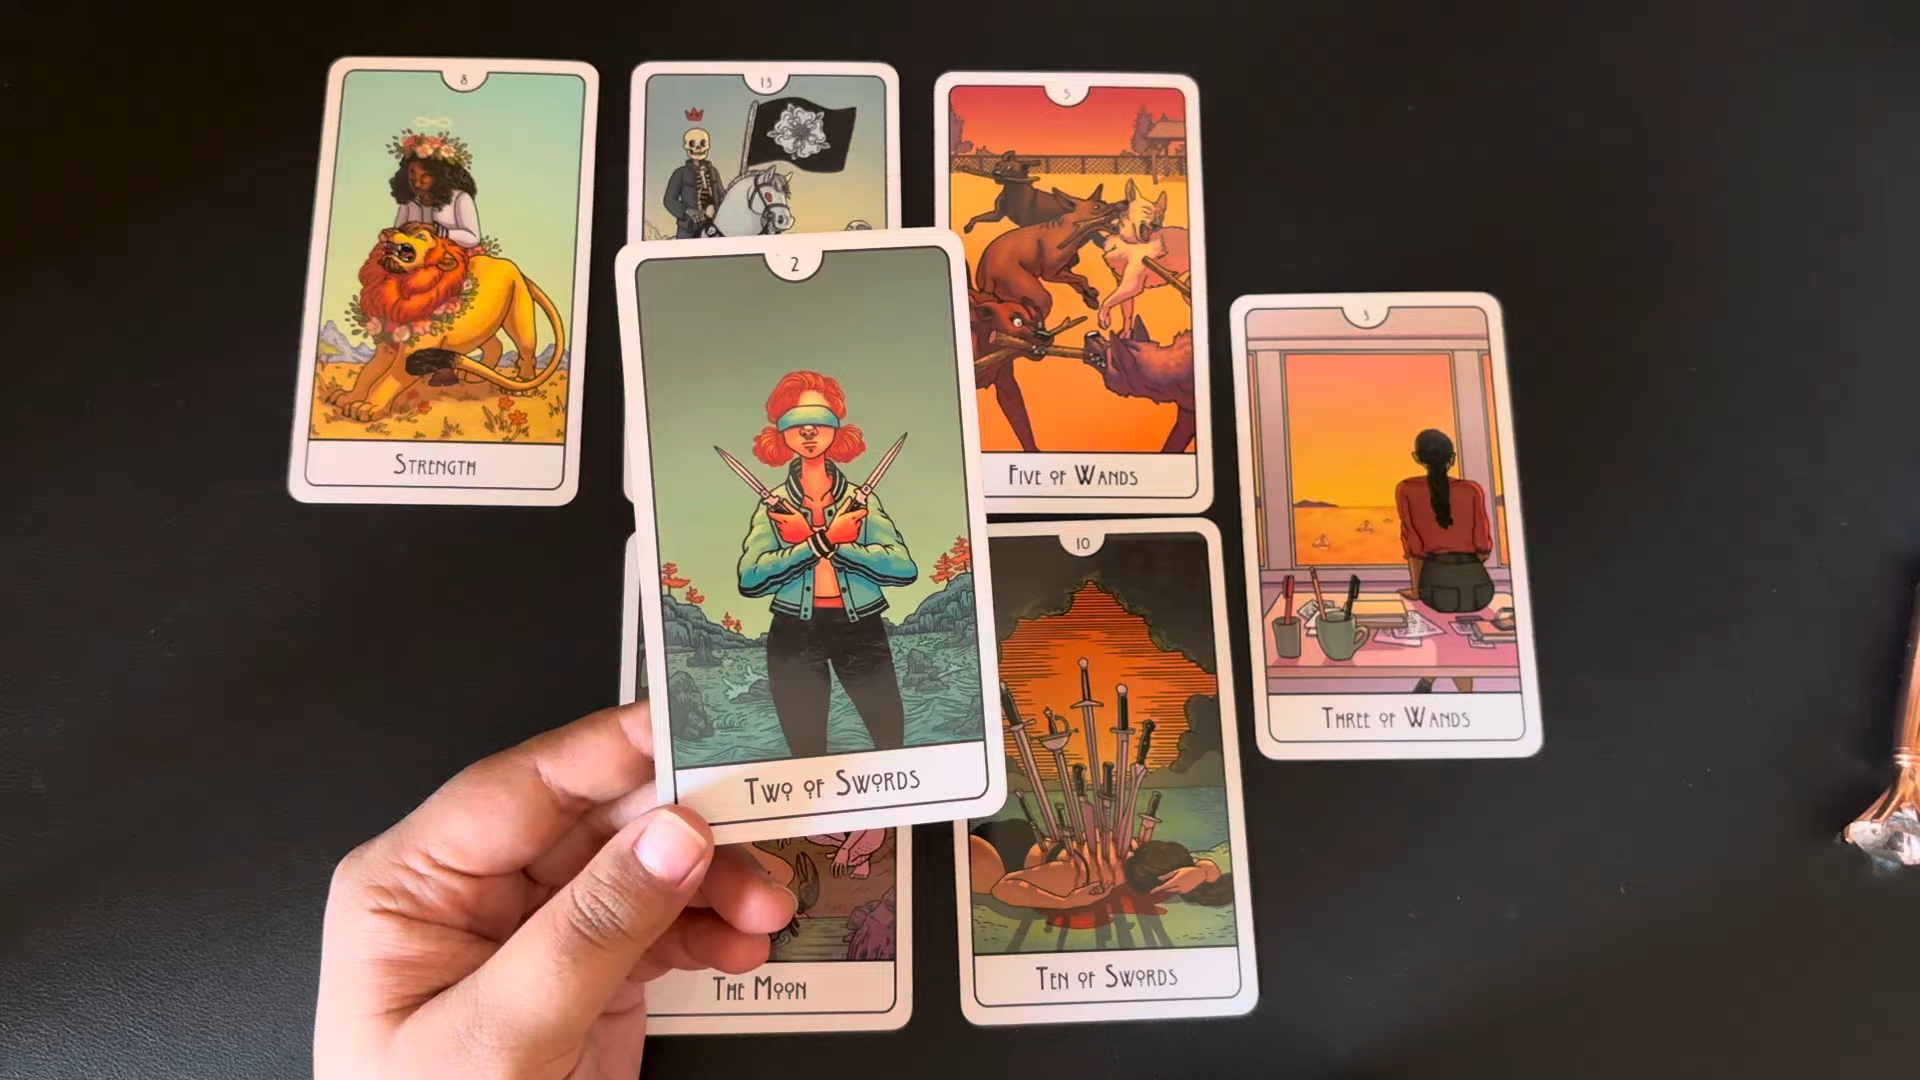 8
STRENGTH
13
5
FIVE OF WANDS
2
TWO OF SWORDS
3
THREE OF WANDS
10
TEN OF SWORDS
THE MOON